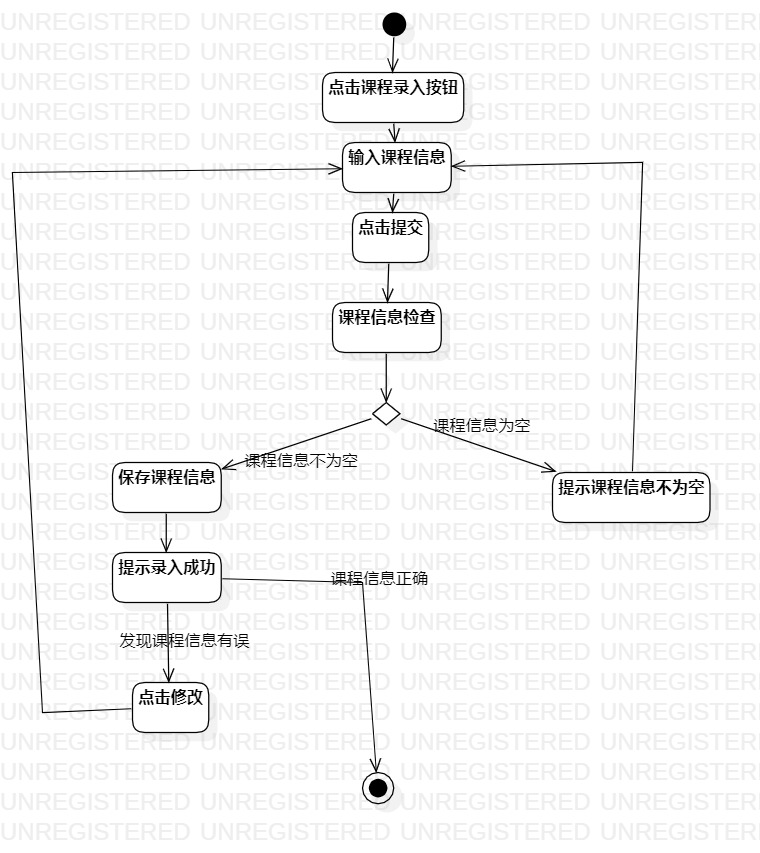 点击课程录入按钮
输入课程信息
点击提交
课程信息检查
课程信息为空
课程信息不为空
保存课程信息
提示课程信息不为空
提示录入成功
课程信息正确
发现课程信息有误
点击修改
UNREGISTERED UNREGISTERED UNREGISTERED UNREGISTERED